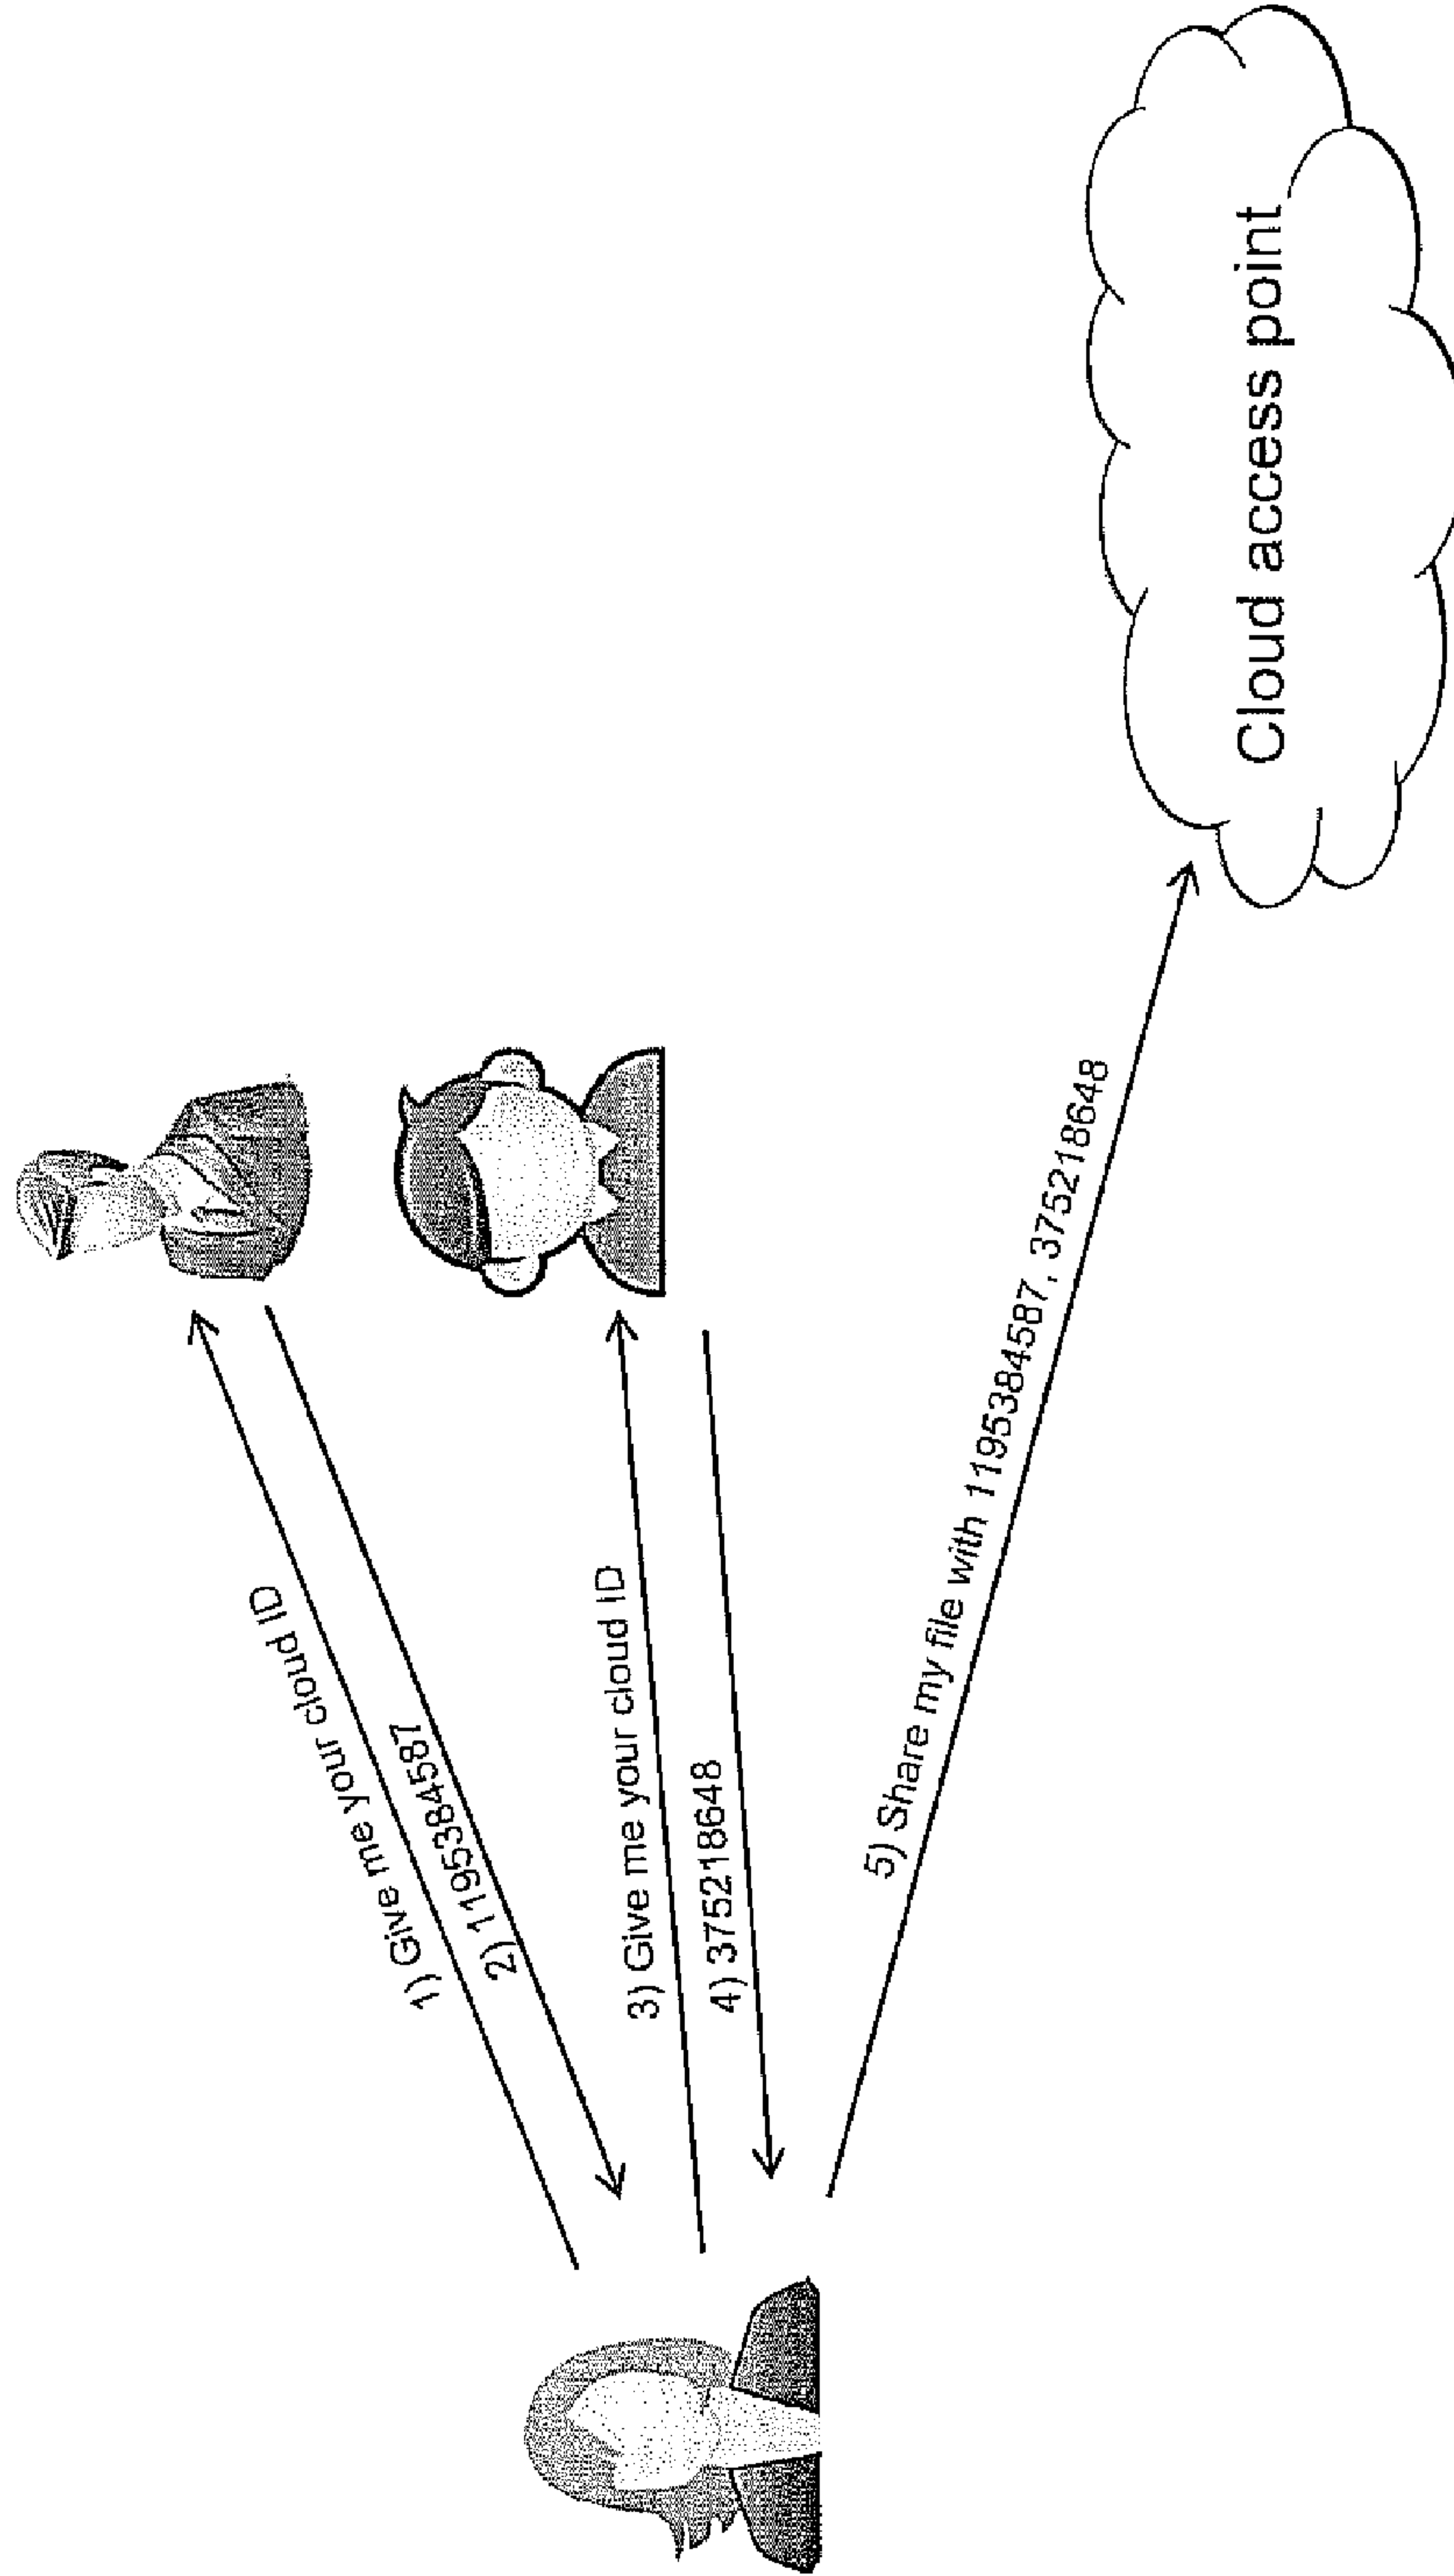 1) Give me your cloud ID
2) 1195384587
3) Give me your cloud ID
4) 375218648
5) Share my file with 1195384587, 375218648
Cloud access point